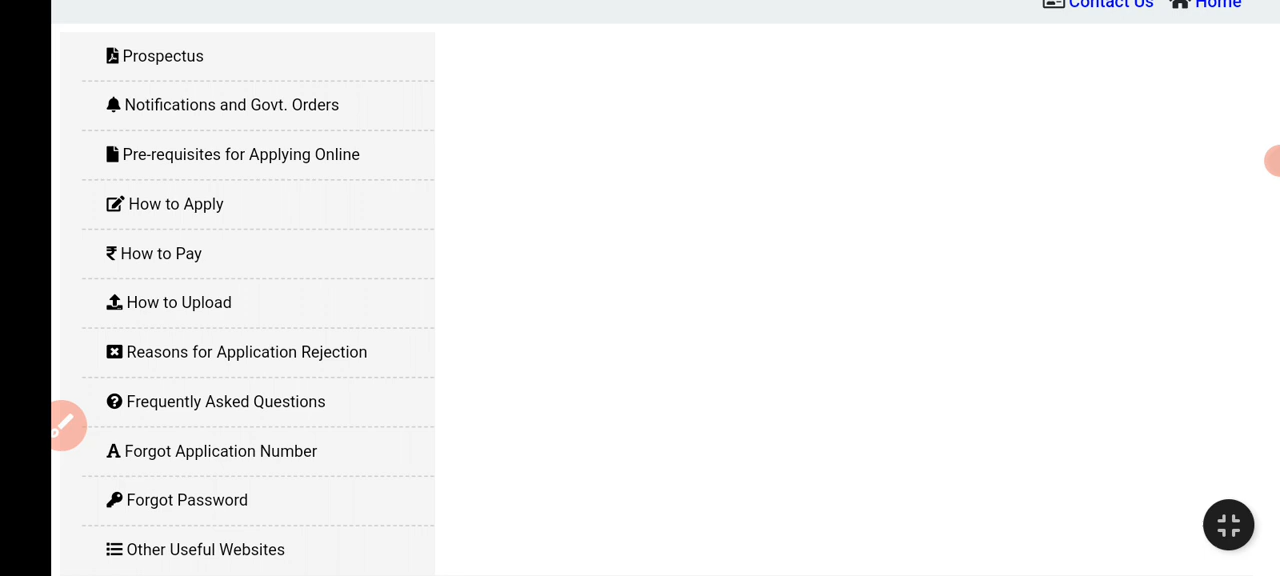 Contact Us Home
Prospectus
Notifications and Govt. Orders
Pre-requisites for Applying Online
How to Apply
How to Pay
How to Upload
Reasons for Application Rejection
Frequently Asked Questions
Forgot Application Number
Forgot Password
Other Useful Websites